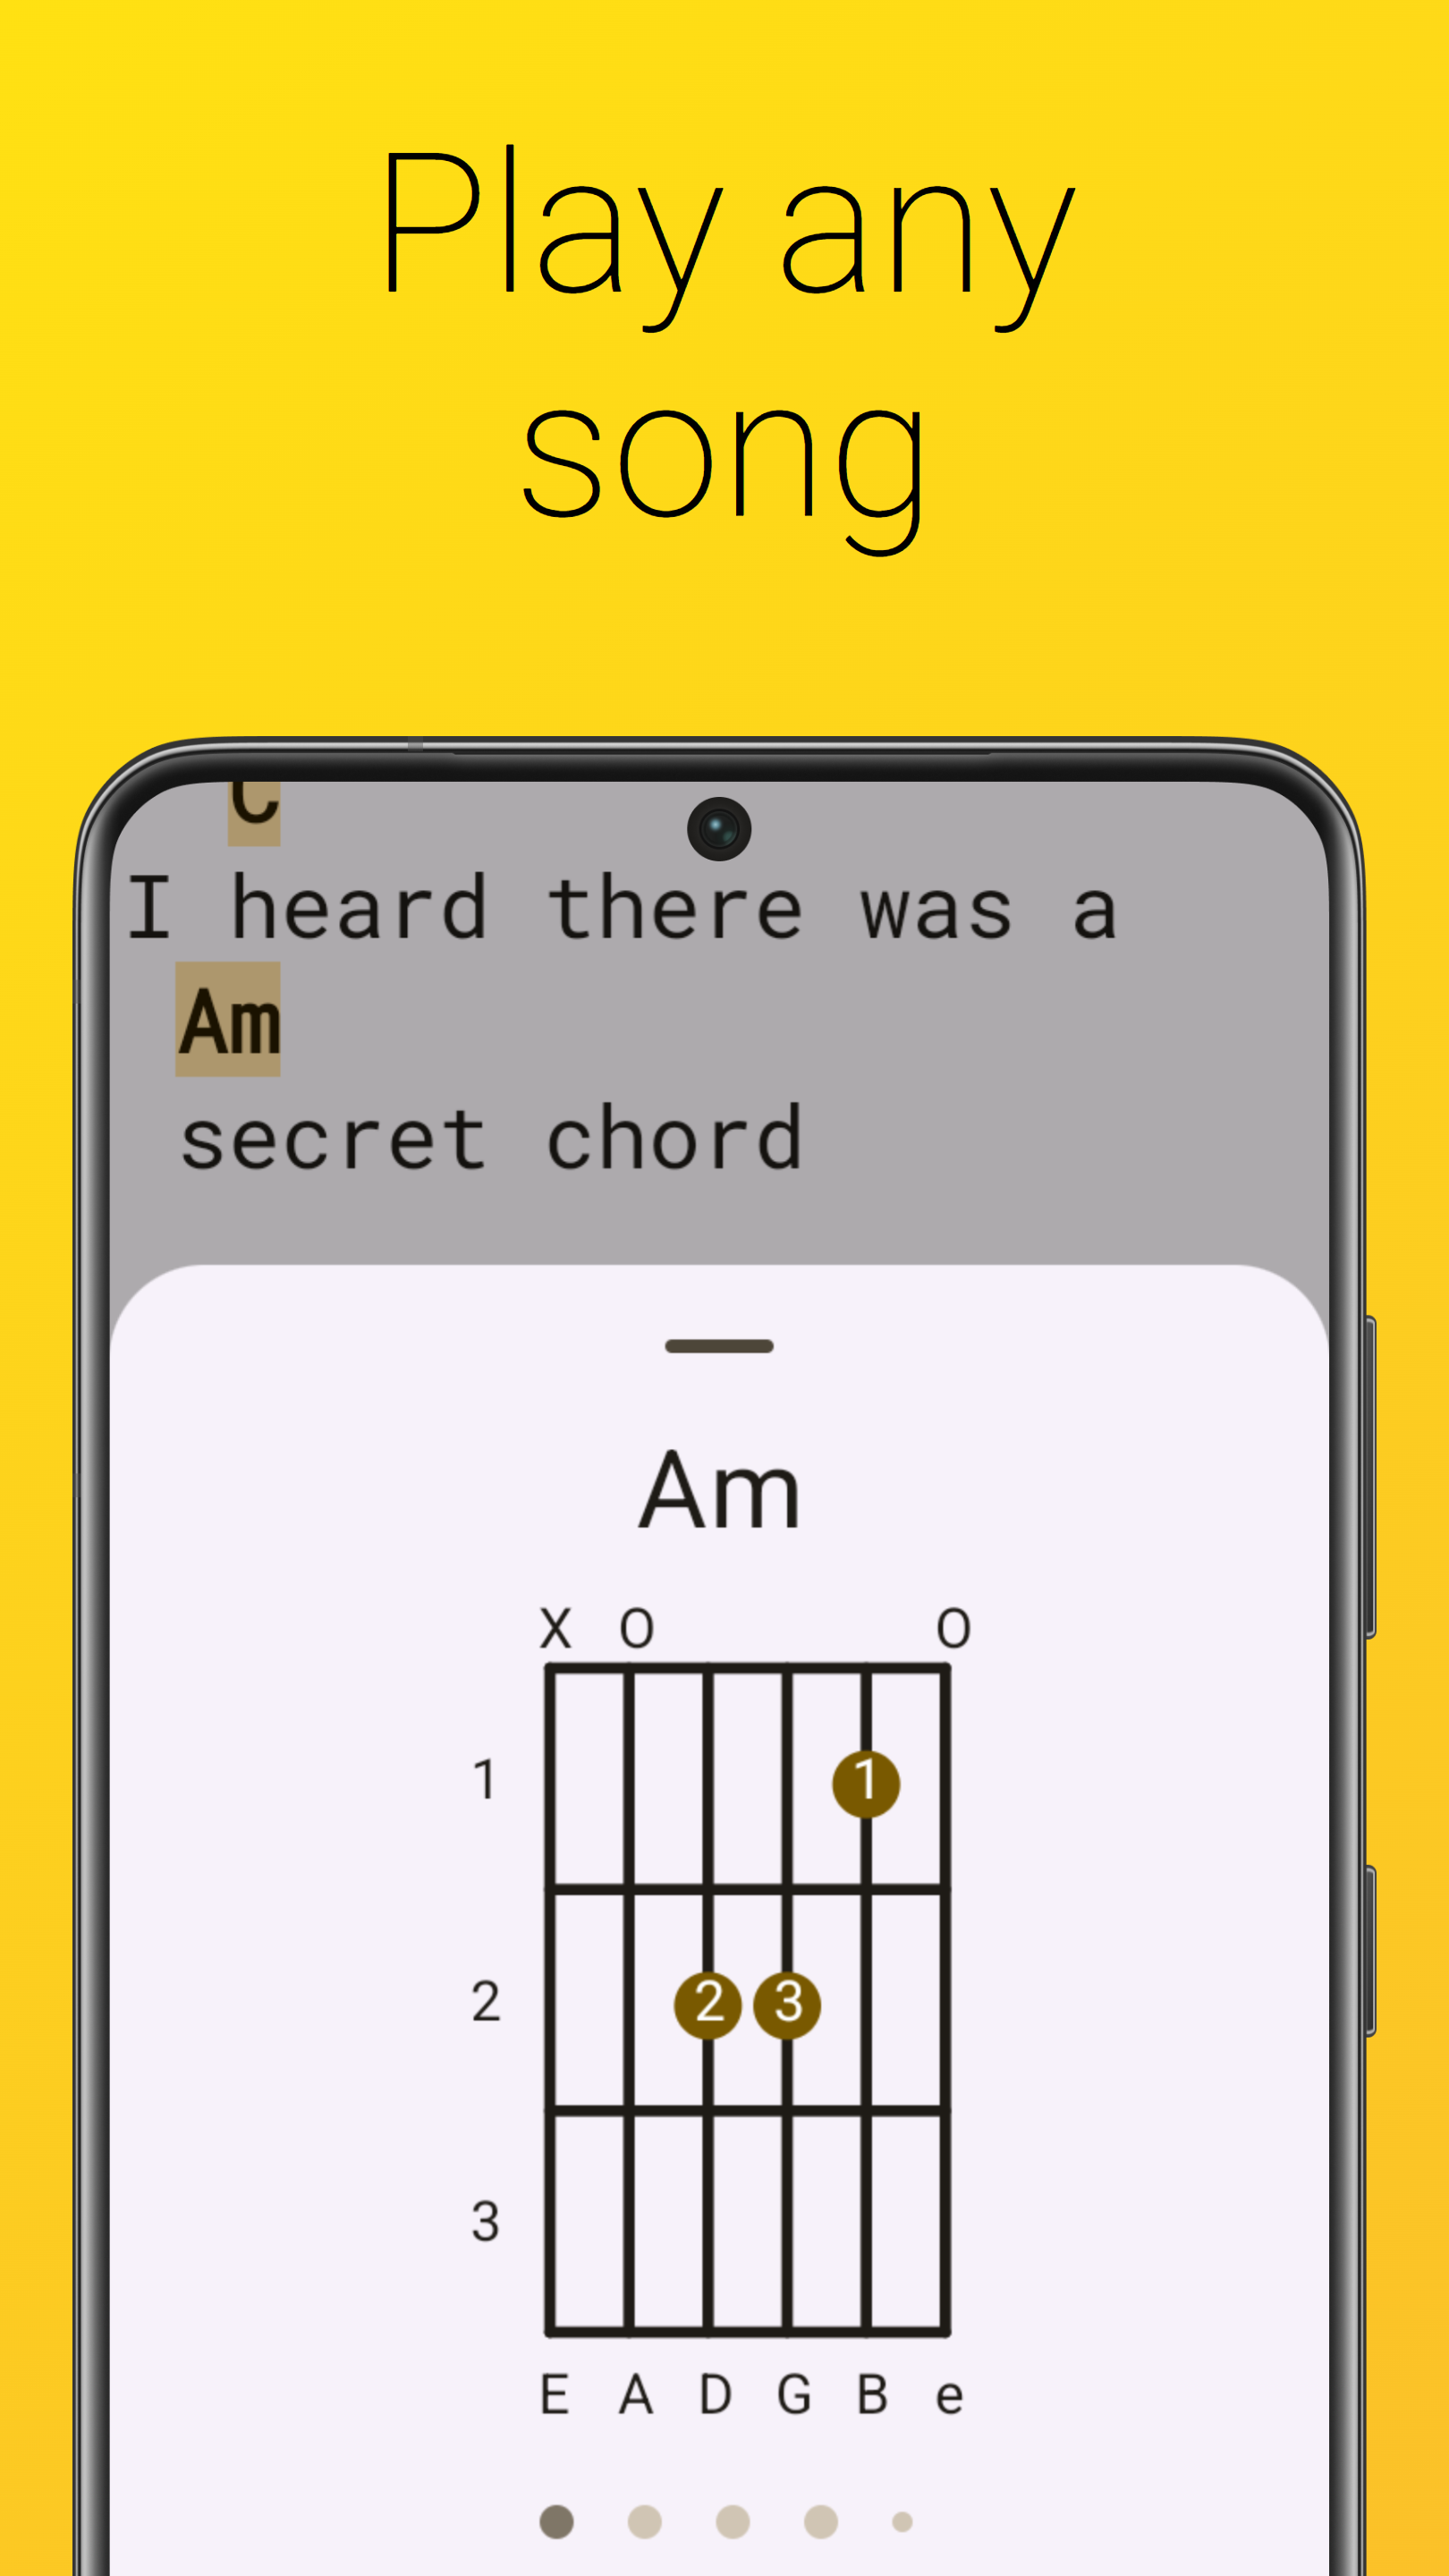 Play any
song
C
I heard there was a
Am
secret chord
Am
X O O
1 1
2 2 3
3
E A D G B e